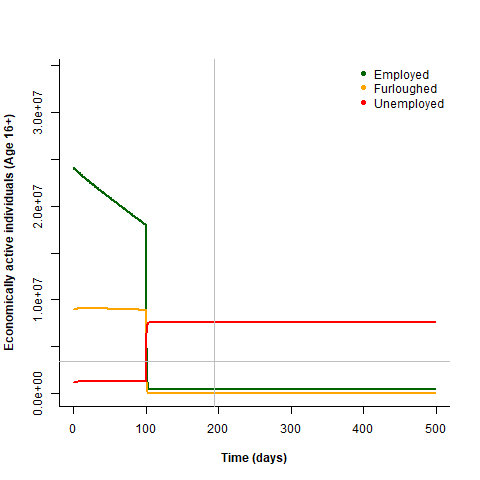 Employed
Furloughed
Unemployed
Economically active individuals (Age 16+)
3.0e+07
2.0e+07
1.0e+07
0.0e+00
0 100 200 300 400 500
Time (days)